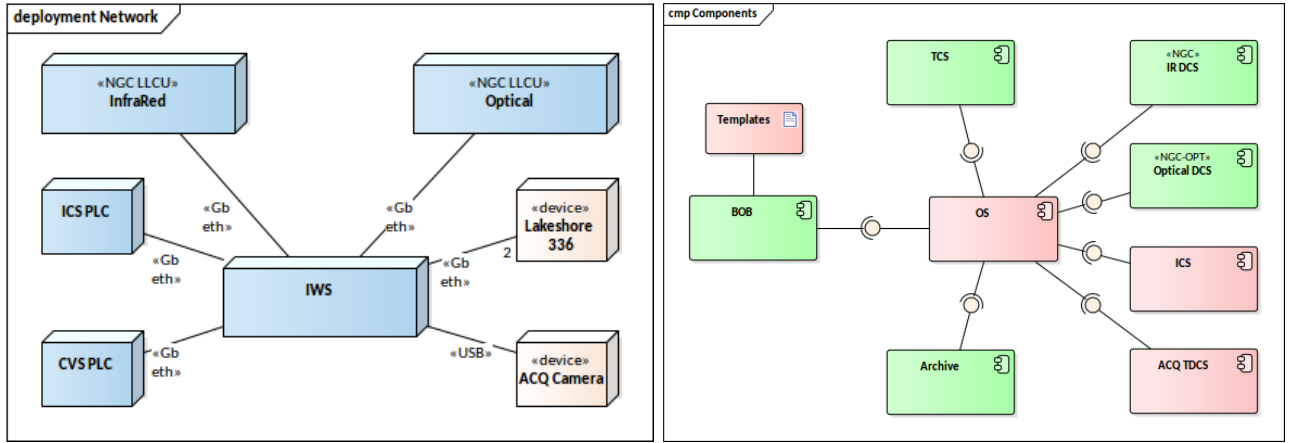 deployment Network
«NGC LLCU»
InfraRed
«NGC LLCU»
Optical
«Gb
eth»
«Gb
eth»
ICS PLC
«Gb
eth»
«device»
Lakeshore
336
2
«Gb
eth»
IWS
CVS PLC
«Gb
eth»
«USB»
«device»
ACQ Camera
cmp Components
TCS
«NGC»
IR DCS
Templates
«NGC-OPT»
Optical DCS
BOB
OS
ICS
Archive
ACQ TDCS